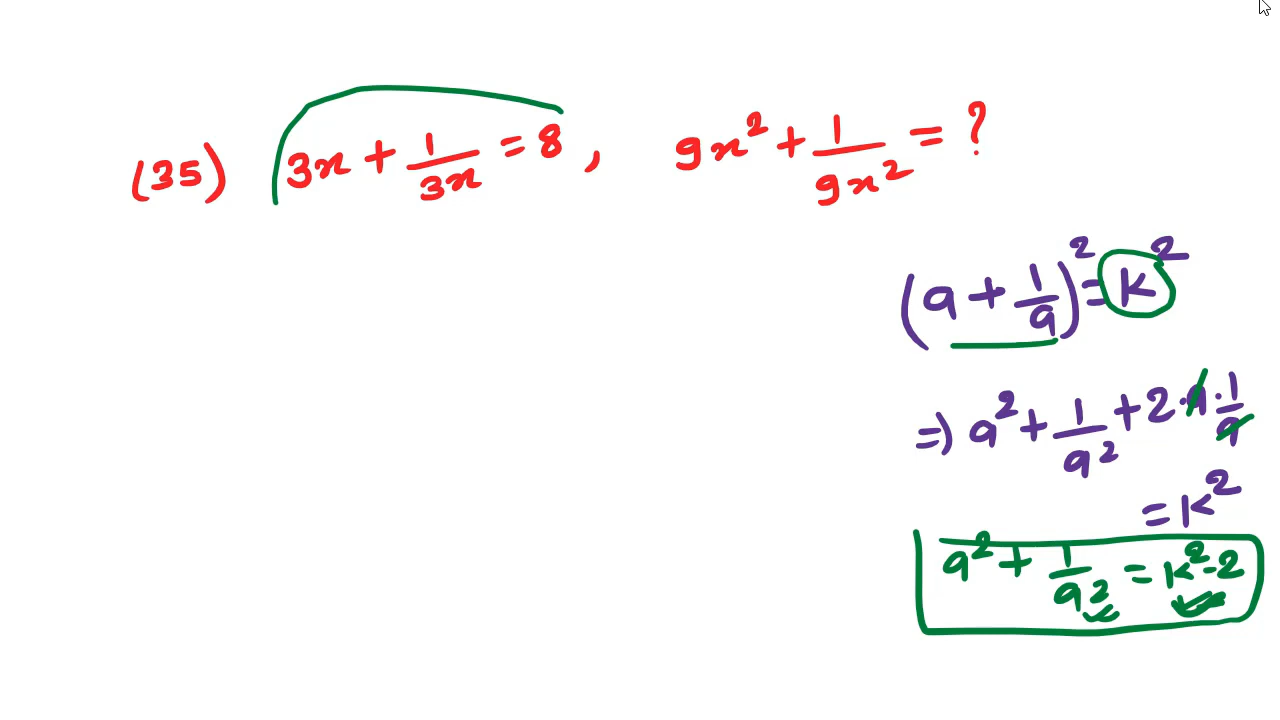 (35) 3x + 1/3x = 8, 9x² + 1/9x² = ?
(a + 1/a)² = K²
⇒ a² + 1/a² + 2·a·1/a
= K²
a² + 1/a² = K² - 2